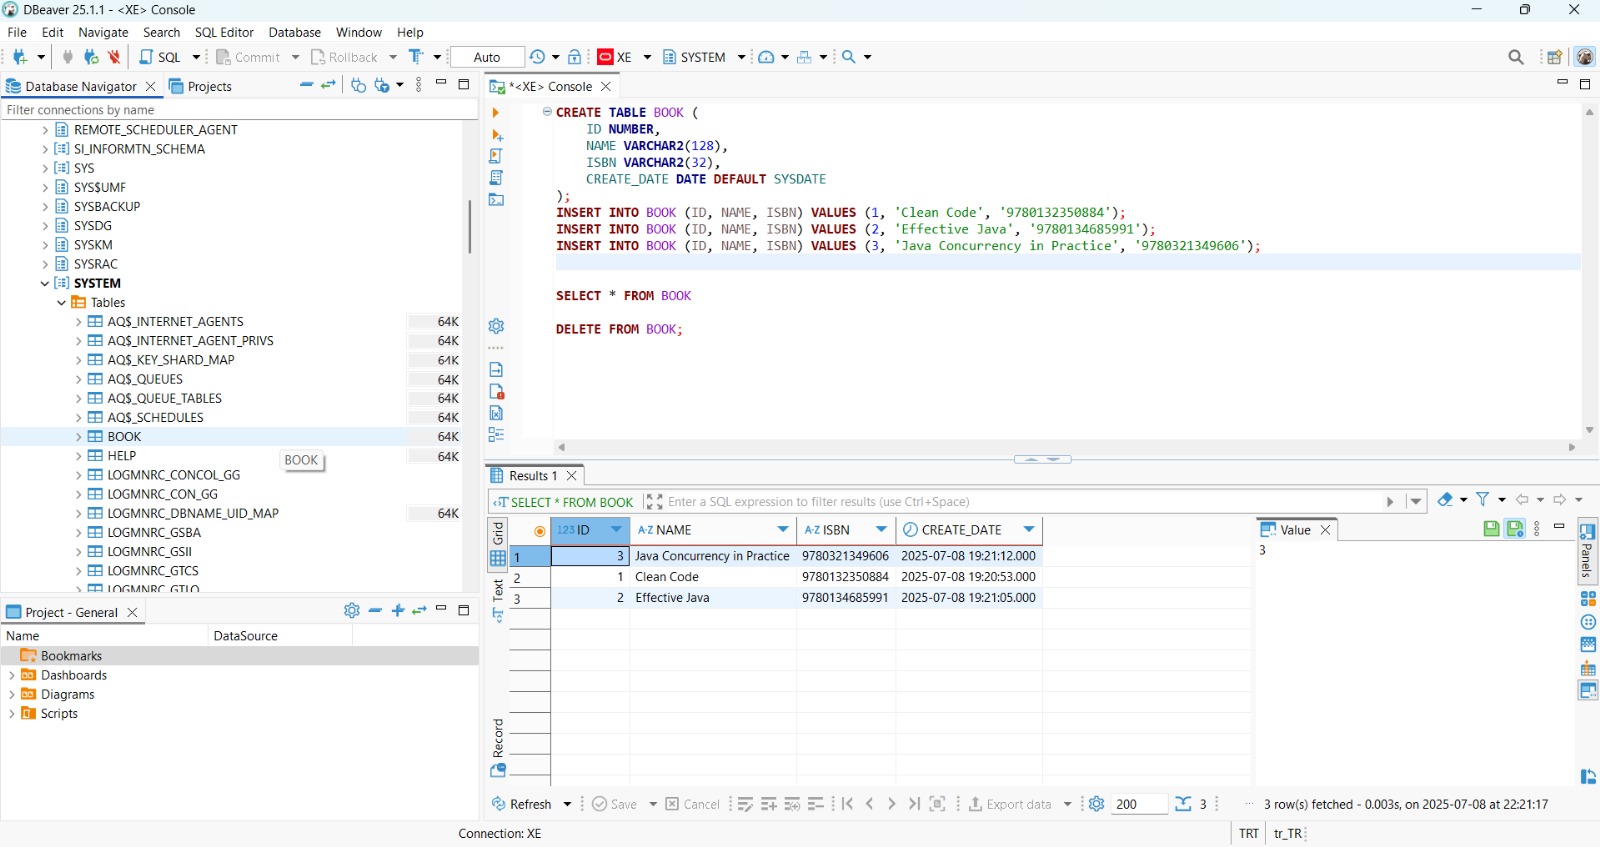 DBeaver 25.1.1 - <XE> Console
File Edit Navigate Search SQL Editor Database Window Help
SQL Commit Rollback Auto XE SYSTEM
Database Navigator Projects
*<XE> Console
Filter connections by name
REMOTE_SCHEDULER_AGENT
SI_INFORMTN_SCHEMA
SYS
SYS$UMF
SYSBACKUP
SYSDG
SYSKM
SYSRAC
SYSTEM
Tables
AQ$_INTERNET_AGENTS 64K
AQ$_INTERNET_AGENT_PRIVS 64K
AQ$_KEY_SHARD_MAP 64K
AQ$_QUEUES 64K
AQ$_QUEUE_TABLES 64K
AQ$_SCHEDULES 64K
BOOK 64K
HELP 64K
BOOK
LOGMNRC_CONCOL_GG
LOGMNRC_CON_GG
LOGMNRC_DBNAME_UID_MAP 64K
LOGMNRC_GSBA
LOGMNRC_GSII
LOGMNRC_GTCS
LOGMNRC_GTLO
CREATE TABLE BOOK (
ID NUMBER,
NAME VARCHAR2(128),
ISBN VARCHAR2(32),
CREATE_DATE DATE DEFAULT SYSDATE
);
INSERT INTO BOOK (ID, NAME, ISBN) VALUES (1, 'Clean Code', '9780132350884');
INSERT INTO BOOK (ID, NAME, ISBN) VALUES (2, 'Effective Java', '9780134685991');
INSERT INTO BOOK (ID, NAME, ISBN) VALUES (3, 'Java Concurrency in Practice', '9780321349606');
SELECT * FROM BOOK
DELETE FROM BOOK;
Project - General
Name DataSource
Bookmarks
Dashboards
Diagrams
Scripts
Results 1
SELECT * FROM BOOK Enter a SQL expression to filter results (use Ctrl+Space)
Grid
Text
Record
123 ID A-Z NAME A-Z ISBN CREATE_DATE
1 3 Java Concurrency in Practice 9780321349606 2025-07-08 19:21:12.000
2 1 Clean Code 9780132350884 2025-07-08 19:20:53.000
3 2 Effective Java 9780134685991 2025-07-08 19:21:05.000
Value
3
Panels
Refresh Save Cancel Export data 200 3 ... 3 row(s) fetched - 0.003s, on 2025-07-08 at 22:21:17
Connection: XE TRT tr_TR